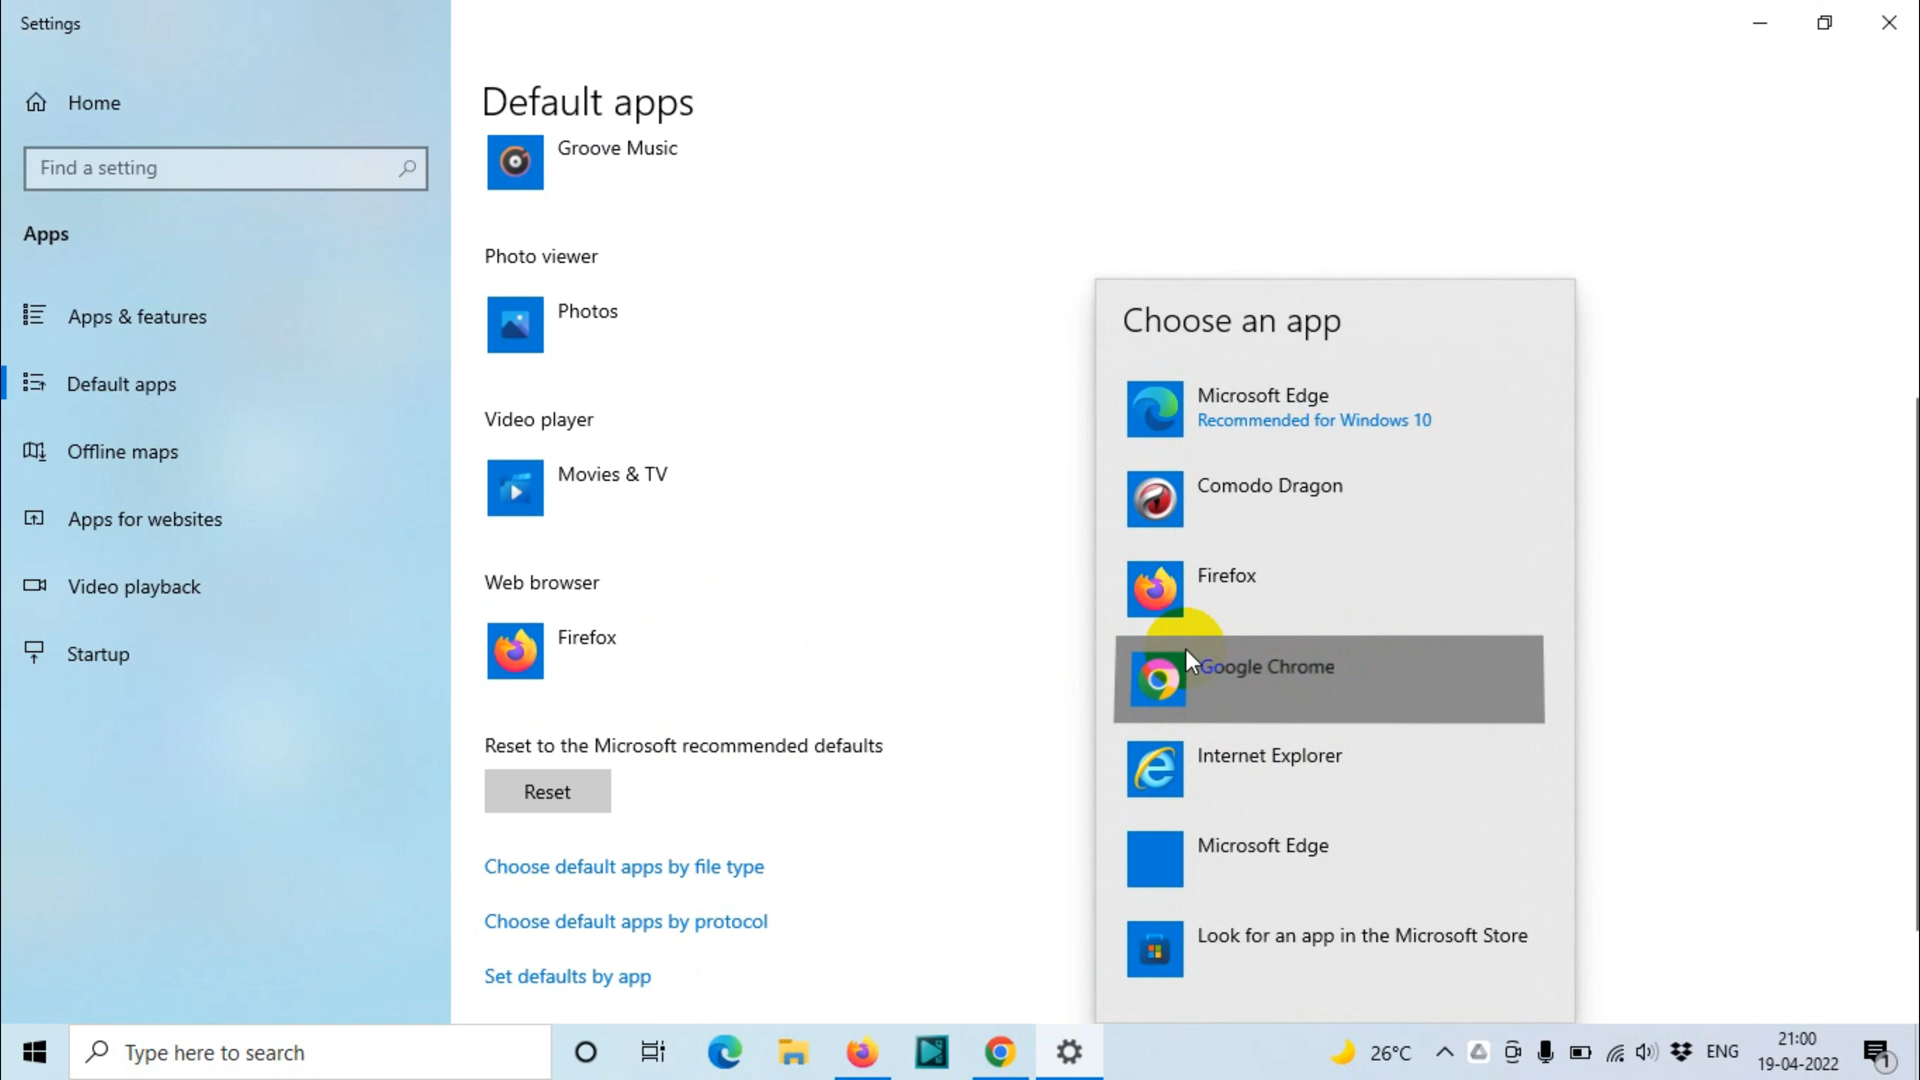 Settings
Home
Find a setting
Apps
Apps & features
Default apps
Offline maps
Apps for websites
Video playback
Startup
Default apps
Groove Music
Photo viewer
Photos
Video player
Movies & TV
Web browser
Firefox
Reset to the Microsoft recommended defaults
Reset
Choose default apps by file type
Choose default apps by protocol
Set defaults by app
Choose an app
Microsoft Edge
Recommended for Windows 10
Comodo Dragon
Firefox
Google Chrome
Internet Explorer
Microsoft Edge
Look for an app in the Microsoft Store
Type here to search
26°C
ENG
21:00
19-04-2022
1